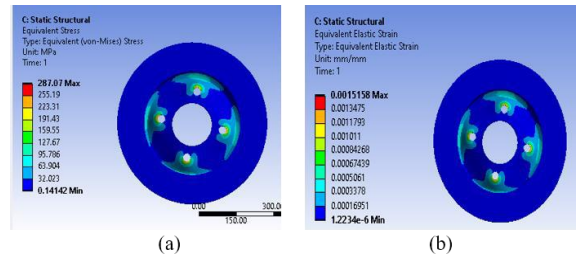 C: Static Structural
Equivalent Stress
Type: Equivalent (von-Mises) Stress
Unit: MPa
Time: 1
287.07 Max
255.19
223.31
191.43
159.55
127.67
95.786
63.904
32.023
0.14142 Min
0.00
300.00
150.00
(a)
C: Static Structural
Equivalent Elastic Strain
Type: Equivalent Elastic Strain
Unit: mm/mm
Time: 1
0.0015158 Max
0.0013475
0.0011793
0.001011
0.00084268
0.00067439
0.0005061
0.0003378
0.00016951
1.2234e-6 Min
(b)